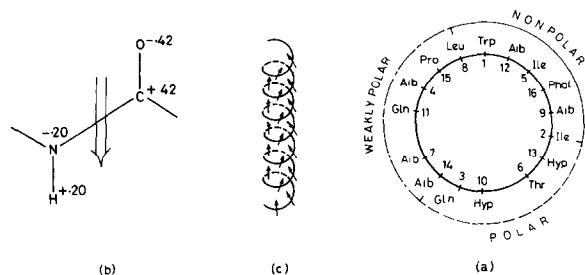 O-·42
C+·42
-·20
N
H+·20
(b)
(c)
NONPOLAR
WEAKLY POLAR
POLAR
Trp
Aib
Ile
Phol
Aib
Ile
Hyp
Thr
Hyp
Gln
Aib
Aib
Gln
Aib
Pro
Leu
1
12
5
16
9
2
13
6
10
3
14
7
11
4
15
8
(a)